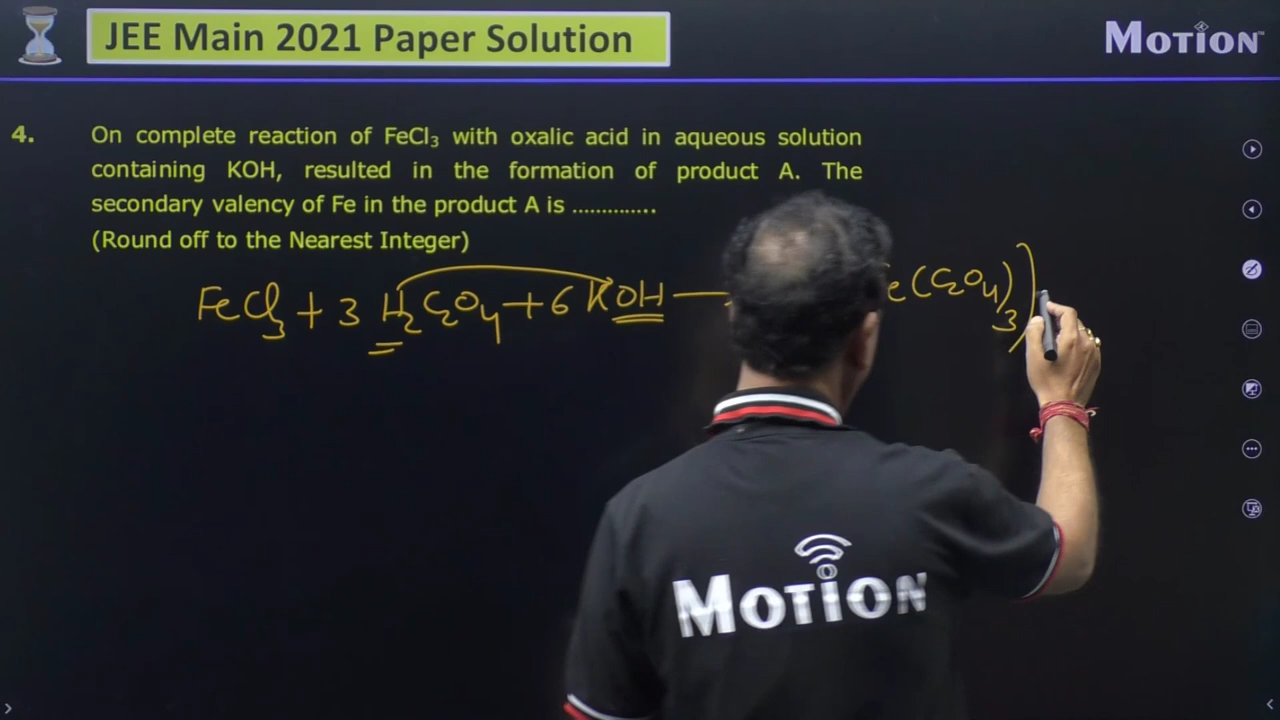 JEE Main 2021 Paper Solution
MOTiON
4. On complete reaction of FeCl₃ with oxalic acid in aqueous solution
containing KOH, resulted in the formation of product A. The
secondary valency of Fe in the product A is ..............
(Round off to the Nearest Integer)
FeCl₃ + 3 H₂C₂O₄ + 6 KOH — e(C₂O₄)₃]
MOTiON